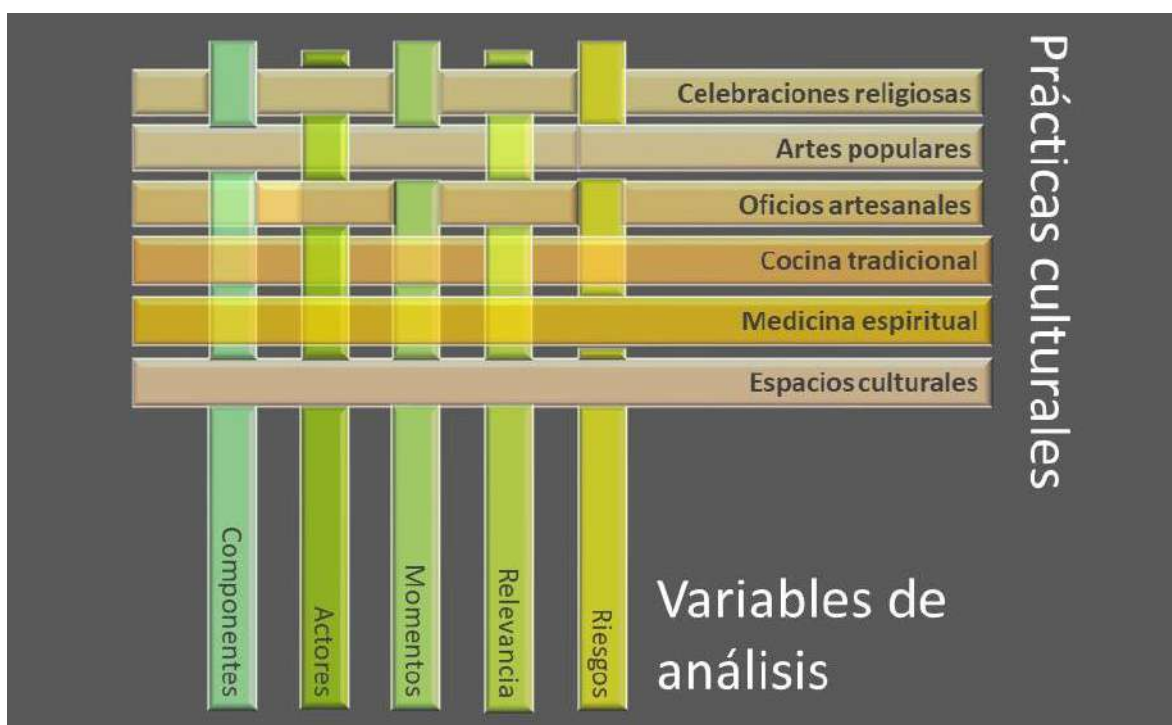 Prácticas culturales
Celebraciones religiosas
Artes populares
Oficios artesanales
Cocina tradicional
Medicina espiritual
Espacios culturales
Componentes
Actores
Momentos
Relevancia
Riesgos
Variables de
análisis